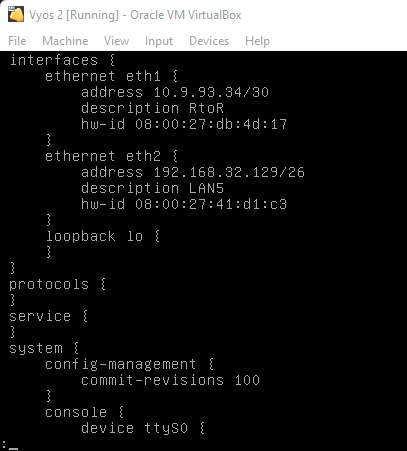 Vyos 2 [Running] - Oracle VM VirtualBox
File Machine View Input Devices Help
interfaces {
    ethernet eth1 {
        address 10.9.93.34/30
        description RtoR
        hw-id 08:00:27:db:4d:17
    }
    ethernet eth2 {
        address 192.168.32.129/26
        description LAN5
        hw-id 08:00:27:41:d1:c3
    }
    loopback lo {
    }
}
protocols {
}
service {
}
system {
    config-management {
        commit-revisions 100
    }
    console {
        device ttyS0 {
:_